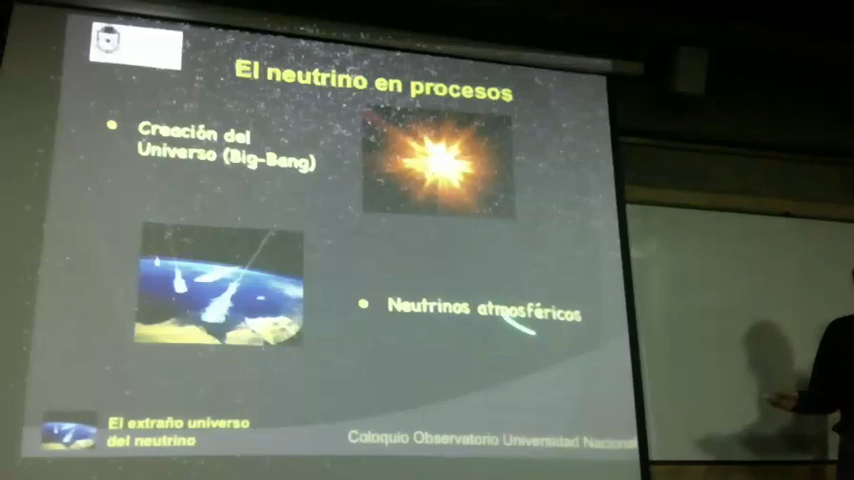 El neutrino en procesos
Creación del
Universo (Big-Bang)
Neutrinos atmosféricos
El extraño universo
del neutrino
Coloquio Observatorio Universidad Nacional